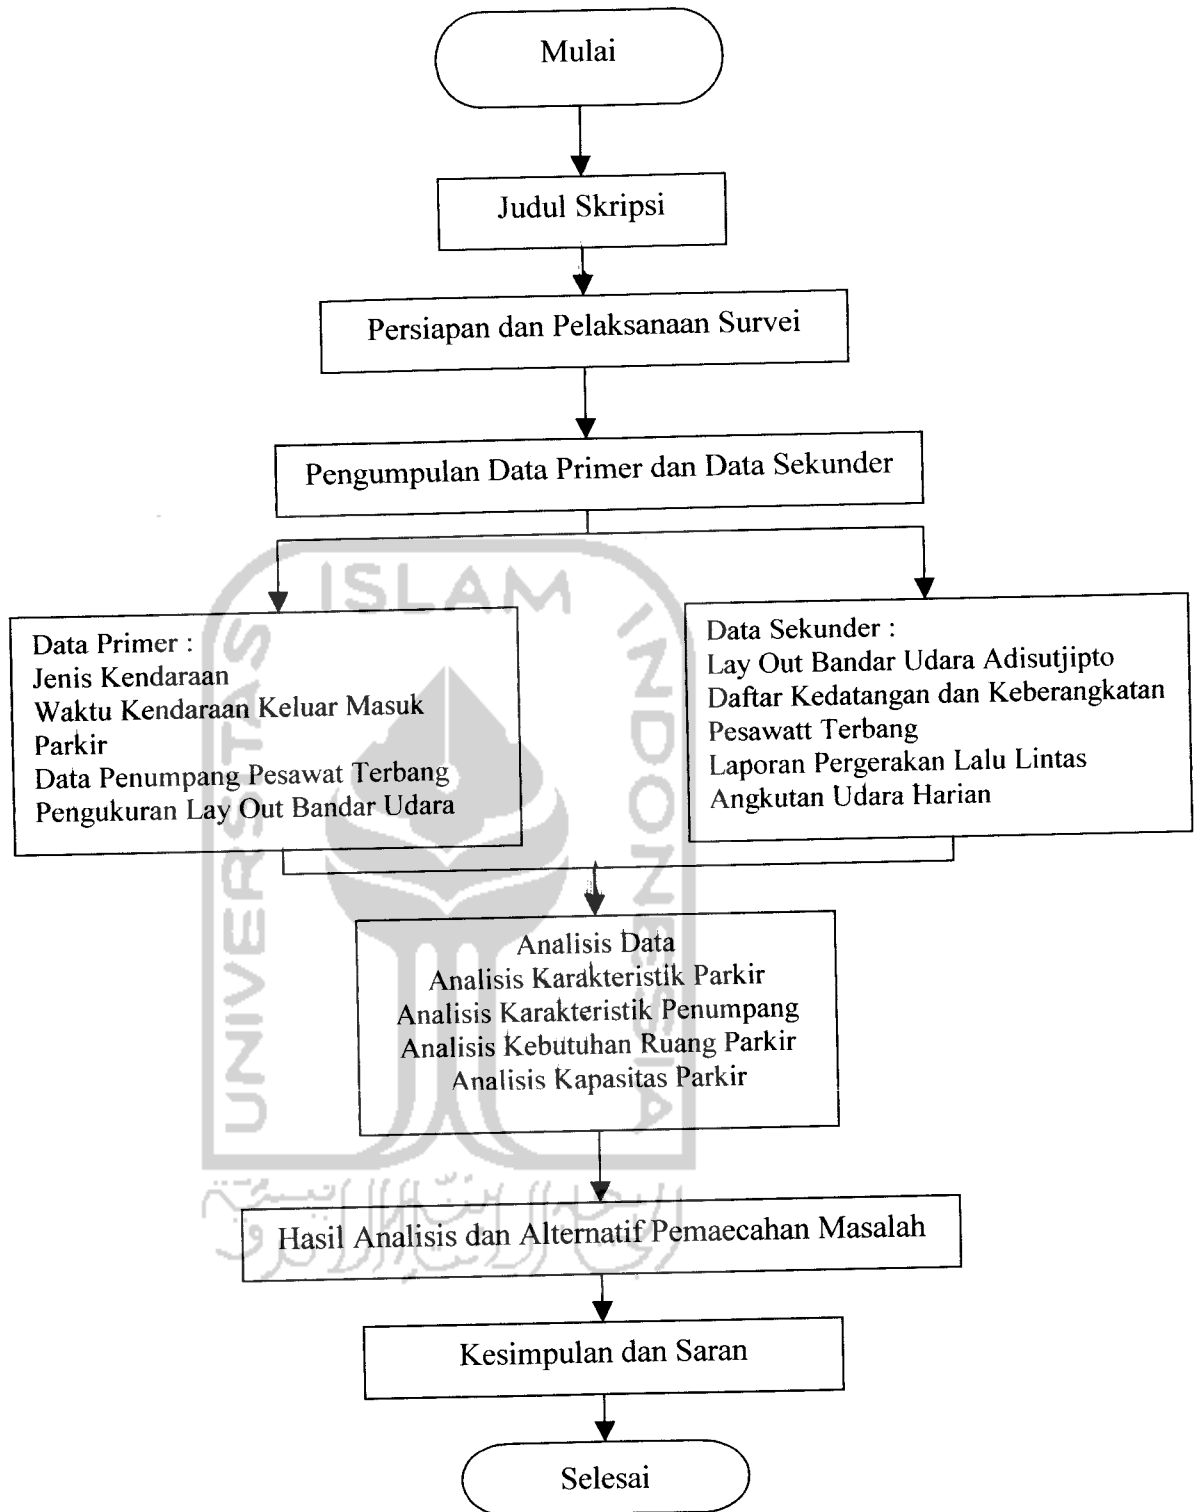 Mulai
Judul Skripsi
Persiapan dan Pelaksanaan Survei
Pengumpulan Data Primer dan Data Sekunder
Data Primer :
Jenis Kendaraan
Waktu Kendaraan Keluar Masuk
Parkir
Data Penumpang Pesawat Terbang
Pengukuran Lay Out Bandar Udara
Data Sekunder :
Lay Out Bandar Udara Adisutjipto
Daftar Kedatangan dan Keberangkatan
Pesawatt Terbang
Laporan Pergerakan Lalu Lintas
Angkutan Udara Harian
Analisis Data
Analisis Karakteristik Parkir
Analisis Karakteristik Penumpang
Analisis Kebutuhan Ruang Parkir
Analisis Kapasitas Parkir
Hasil Analisis dan Alternatif Pemaecahan Masalah
Kesimpulan dan Saran
Selesai
UNIVERSITAS
ISLAM
INDONESIA